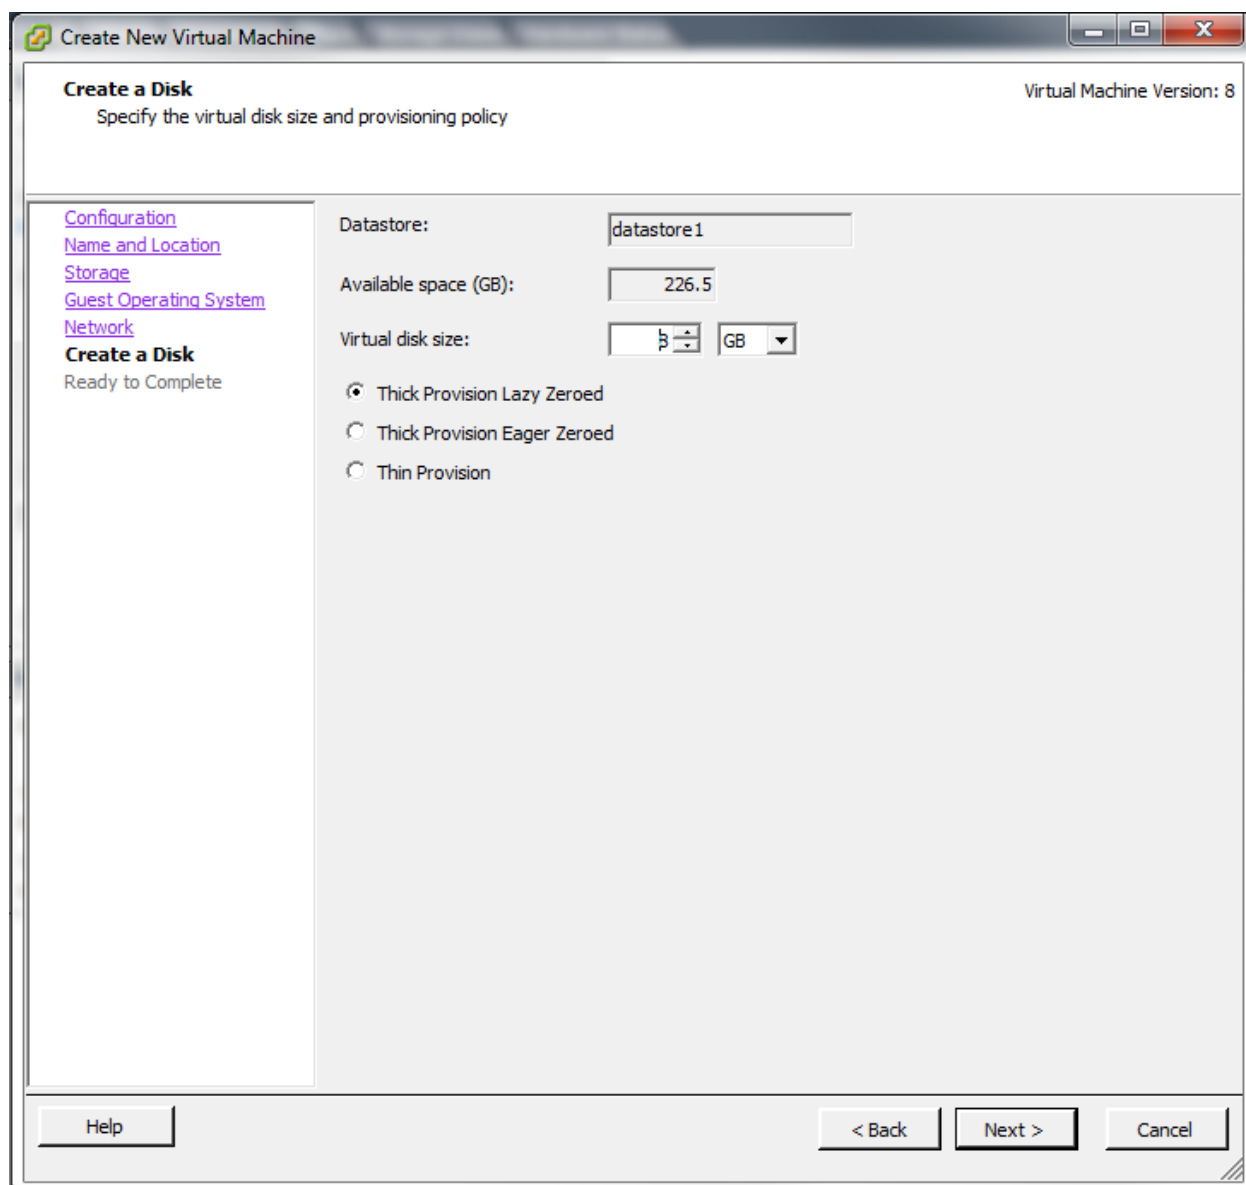 Create New Virtual Machine
Create a Disk
Virtual Machine Version: 8
Specify the virtual disk size and provisioning policy
Configuration
Name and Location
Storage
Guest Operating System
Network
Create a Disk
Ready to Complete
Datastore: datastore1
Available space (GB): 226.5
Virtual disk size: GB
Thick Provision Lazy Zeroed
Thick Provision Eager Zeroed
Thin Provision
Help
< Back
Next >
Cancel